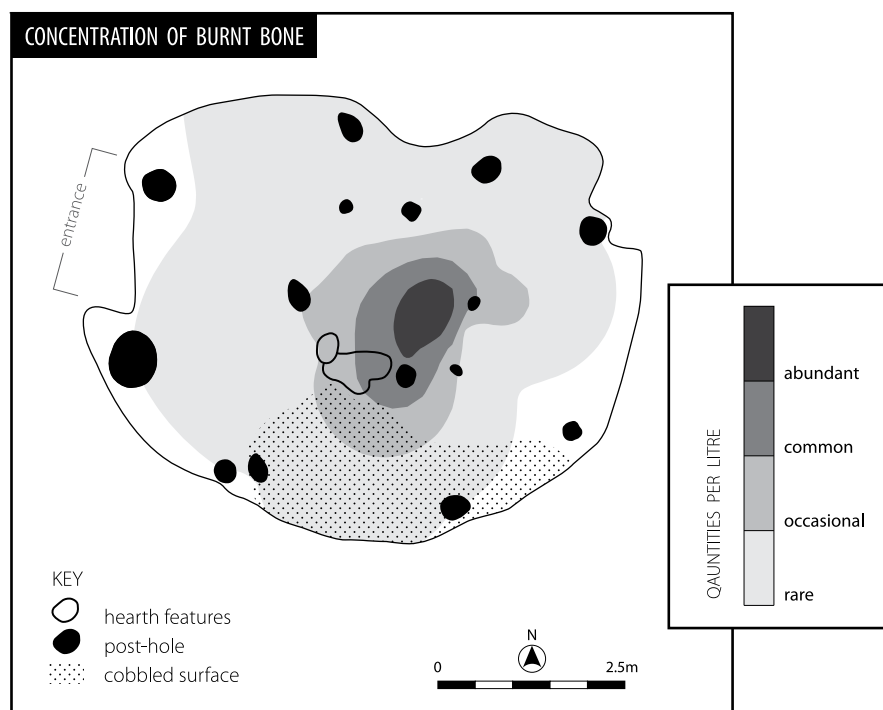 CONCENTRATION OF BURNT BONE
entrance
abundant
common
occasional
rare
QAUNTITIES PER LITRE
KEY
hearth features
post-hole
cobbled surface
N
0 2.5m